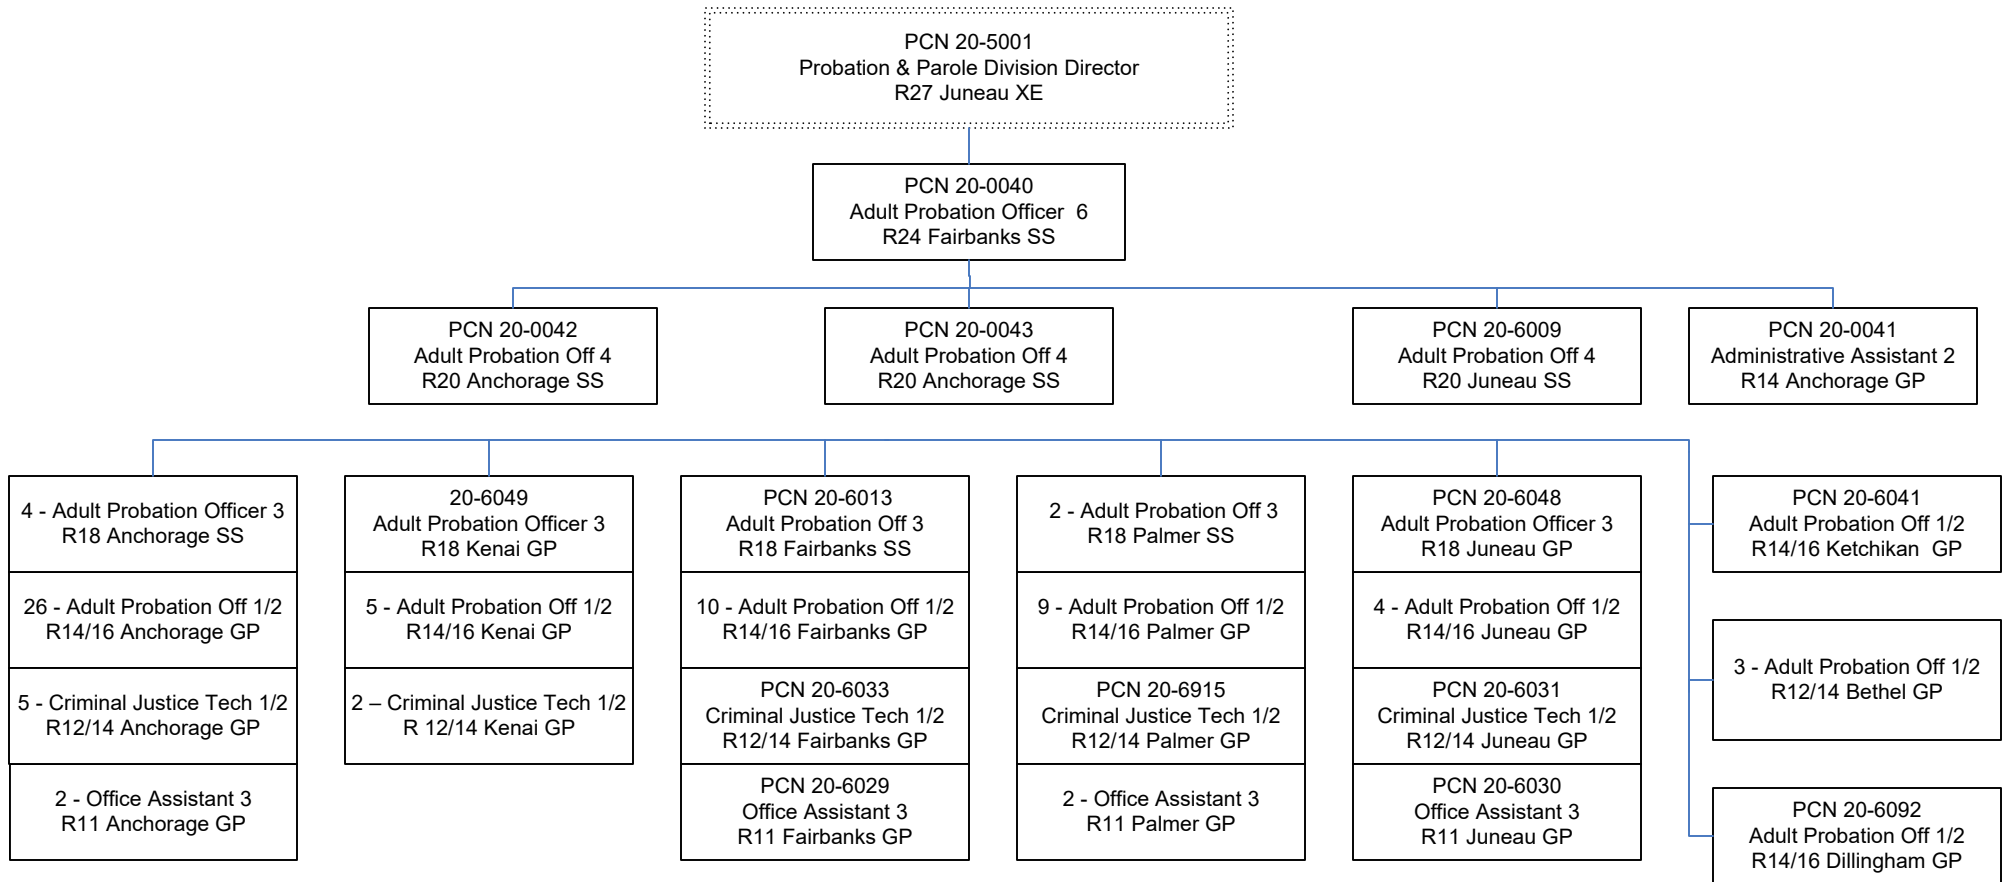 PCN 20-5001
Probation & Parole Division Director
R27 Juneau XE
PCN 20-0040
Adult Probation Officer  6
R24 Fairbanks SS
PCN 20-0042
Adult Probation Off 4
R20 Anchorage SS
PCN 20-0043
Adult Probation Off 4
R20 Anchorage SS
PCN 20-6009
Adult Probation Off 4
R20 Juneau SS
PCN 20-0041
Administrative Assistant 2
R14 Anchorage GP
4 - Adult Probation Officer 3
R18 Anchorage SS
26 - Adult Probation Off 1/2
R14/16 Anchorage GP
5 - Criminal Justice Tech 1/2
R12/14 Anchorage GP
2 - Office Assistant 3
R11 Anchorage GP
20-6049
Adult Probation Officer 3
R18 Kenai GP
5 - Adult Probation Off 1/2
R14/16 Kenai GP
2 – Criminal Justice Tech 1/2
R 12/14 Kenai GP
PCN 20-6013
Adult Probation Off 3
R18 Fairbanks SS
10 - Adult Probation Off 1/2
R14/16 Fairbanks GP
PCN 20-6033
Criminal Justice Tech 1/2
R12/14 Fairbanks GP
PCN 20-6029
Office Assistant 3
R11 Fairbanks GP
2 - Adult Probation Off 3
R18 Palmer SS
9 - Adult Probation Off 1/2
R14/16 Palmer GP
PCN 20-6915
Criminal Justice Tech 1/2
R12/14 Palmer GP
2 - Office Assistant 3
R11 Palmer GP
PCN 20-6048
Adult Probation Officer 3
R18 Juneau GP
4 - Adult Probation Off 1/2
R14/16 Juneau GP
PCN 20-6031
Criminal Justice Tech 1/2
R12/14 Juneau GP
PCN 20-6030
Office Assistant 3
R11 Juneau GP
PCN 20-6041
Adult Probation Off 1/2
R14/16 Ketchikan  GP
3 - Adult Probation Off 1/2
R12/14 Bethel GP
PCN 20-6092
Adult Probation Off 1/2
R14/16 Dillingham GP